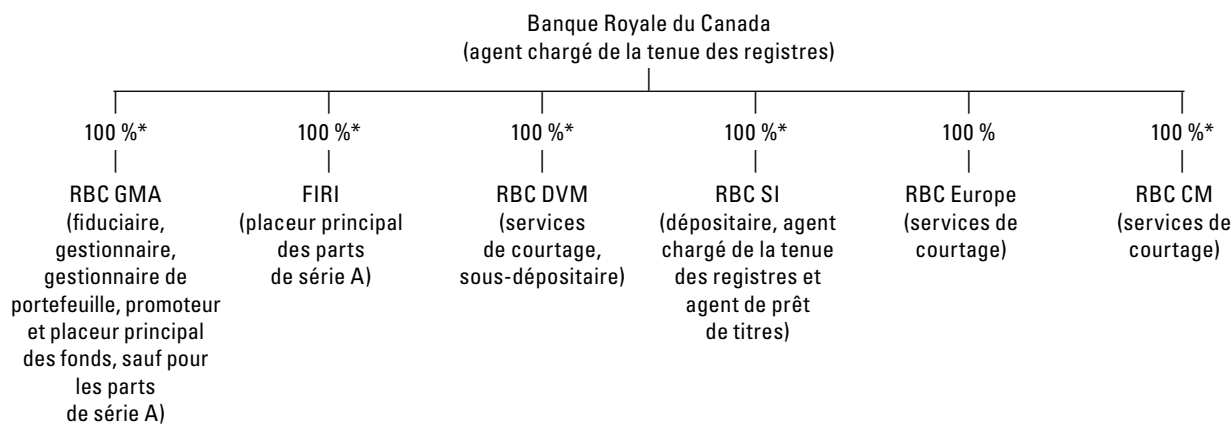 Banque Royale du Canada
(agent chargé de la tenue des registres)
100 %*
100 %*
100 %*
100 %*
100 %
100 %*
RBC GMA
(fiduciaire,
gestionnaire,
gestionnaire de
portefeuille, promoteur
et placeur principal
des fonds, sauf pour
les parts
de série A)
FIRI
(placeur principal
des parts
de série A)
RBC DVM
(services
de courtage,
sous-dépositaire)
RBC SI
(dépositaire, agent
chargé de la tenue
des registres et
agent de prêt
de titres)
RBC Europe
(services de
courtage)
RBC CM
(services de
courtage)